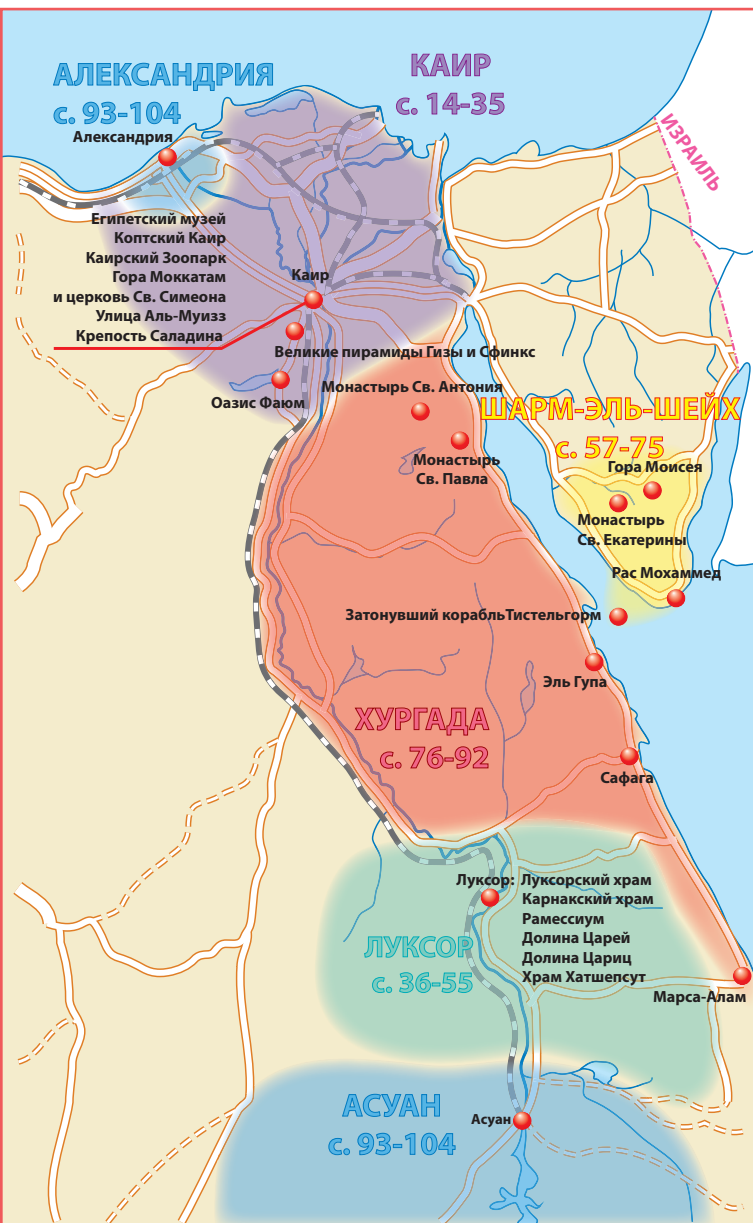 АЛЕКСАНДРИЯ
с. 93-104
КАИР
с. 14-35
Александрия
ИЗРАИЛЬ
Египетский музей
Коптский Каир
Каирский Зоопарк
Гора Моккатам
и церковь Св. Симеона
Улица Аль-Муизз
Крепость Саладина
Каир
Великие пирамиды Гизы и Сфинкс
Оазис Фаюм
Монастырь Св. Антония
Монастырь
Св. Павла
ШАРМ-ЭЛЬ-ШЕЙХ
с. 57-75
Гора Моисея
Монастырь
Св. Екатерины
Рас Мохаммед
Затонувший корабльТистельгорм
Эль Гупа
ХУРГАДА
с. 76-92
Сафага
Луксор: Луксорский храм
Карнакский храм
Рамессиум
Долина Царей
Долина Цариц
Храм Хатшепсут
ЛУКСОР
с. 36-55
Марса-Алам
АСУАН
с. 93-104
Асуан